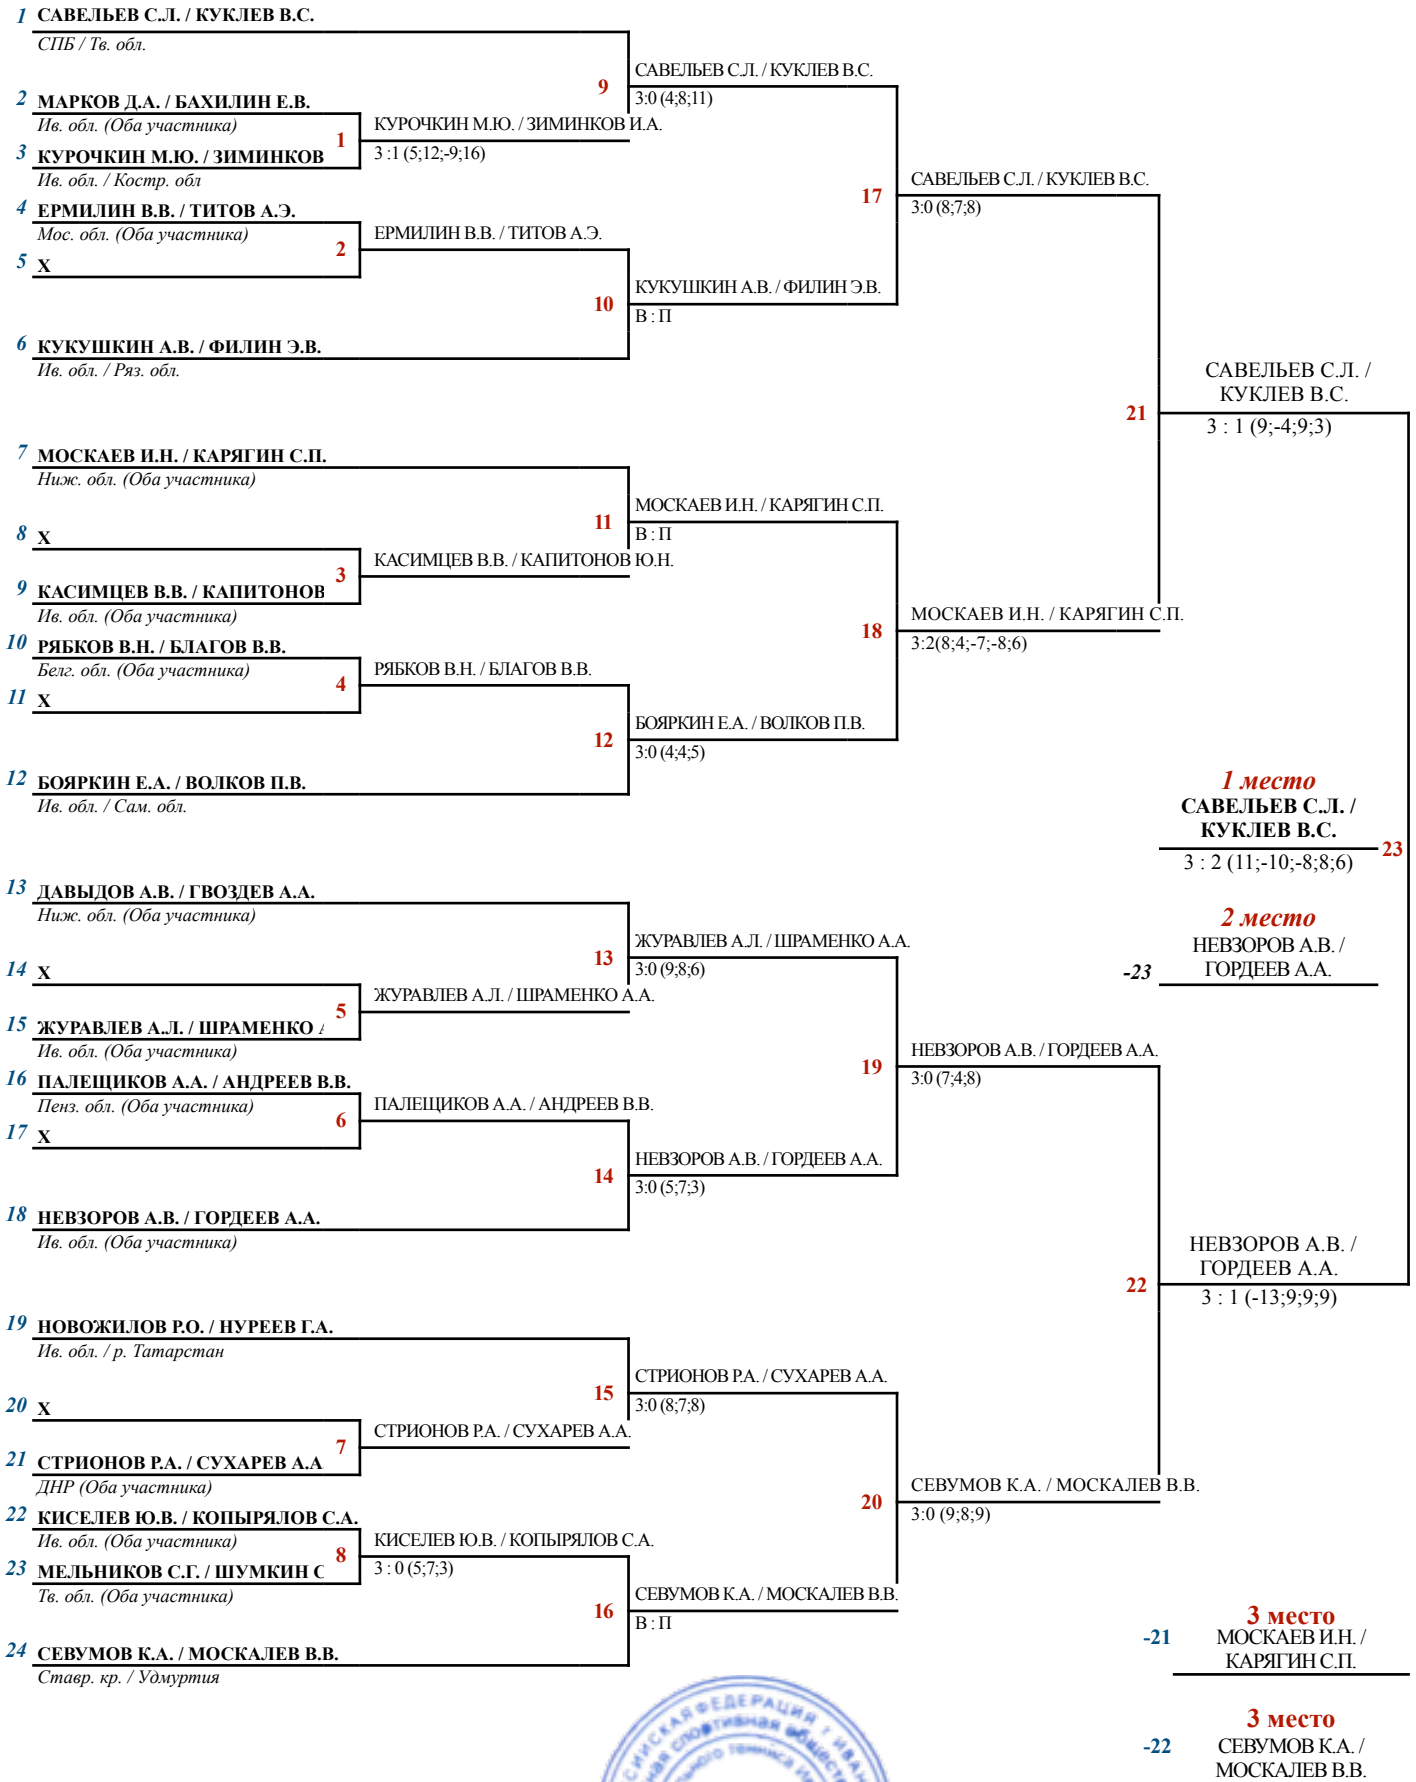 1 САВЕЛЬЕВ С.Л. / КУКЛЕВ В.С.
СПБ / Тв. обл.
САВЕЛЬЕВ С.Л. / КУКЛЕВ В.С.
9
3:0 (4;8;11)
2 МАРКОВ Д.А. / БАХИЛИН Е.В.
Ив. обл. (Оба участника)
1
КУРОЧКИН М.Ю. / ЗИМИНКОВ И.А.
3 :1 (5;12;-9;16)
3 КУРОЧКИН М.Ю. / ЗИМИНКОВ
Ив. обл. / Костр. обл
17
САВЕЛЬЕВ С.Л. / КУКЛЕВ В.С.
3:0 (8;7;8)
4 ЕРМИЛИН В.В. / ТИТОВ А.Э.
Мос. обл. (Оба участника)
2
ЕРМИЛИН В.В. / ТИТОВ А.Э.
5 X
10
КУКУШКИН А.В. / ФИЛИН Э.В.
В : П
6 КУКУШКИН А.В. / ФИЛИН Э.В.
Ив. обл. / Ряз. обл.
21
САВЕЛЬЕВ С.Л. /
КУКЛЕВ В.С.
3 : 1 (9;-4;9;3)
7 МОСКАЕВ И.Н. / КАРЯГИН С.П.
Ниж. обл. (Оба участника)
11
МОСКАЕВ И.Н. / КАРЯГИН С.П.
В : П
8 X
3
КАСИМЦЕВ В.В. / КАПИТОНОВ Ю.Н.
9 КАСИМЦЕВ В.В. / КАПИТОНОВ
Ив. обл. (Оба участника)
18
МОСКАЕВ И.Н. / КАРЯГИН С.П.
3:2(8;4;-7;-8;6)
10 РЯБКОВ В.Н. / БЛАГОВ В.В.
Белг. обл. (Оба участника)
4
РЯБКОВ В.Н. / БЛАГОВ В.В.
11 X
12
БОЯРКИН Е.А. / ВОЛКОВ П.В.
3:0 (4;4;5)
12 БОЯРКИН Е.А. / ВОЛКОВ П.В.
Ив. обл. / Сам. обл.
1 место
САВЕЛЬЕВ С.Л. /
КУКЛЕВ В.С.
23
3 : 2 (11;-10;-8;8;6)
13 ДАВЫДОВ А.В. / ГВОЗДЕВ А.А.
Ниж. обл. (Оба участника)
2 место
НЕВЗОРОВ А.В. /
ГОРДЕЕВ А.А.
-23
13
ЖУРАВЛЕВ А.Л. / ШРАМЕНКО А.А.
3:0 (9;8;6)
14 X
5
ЖУРАВЛЕВ А.Л. / ШРАМЕНКО А.А.
15 ЖУРАВЛЕВ А.Л. / ШРАМЕНКО
Ив. обл. (Оба участника)
19
НЕВЗОРОВ А.В. / ГОРДЕЕВ А.А.
3:0 (7;4;8)
16 ПАЛЕЩИКОВ А.А. / АНДРЕЕВ В.В.
Пенз. обл. (Оба участника)
6
ПАЛЕЩИКОВ А.А. / АНДРЕЕВ В.В.
17 X
14
НЕВЗОРОВ А.В. / ГОРДЕЕВ А.А.
3:0 (5;7;3)
18 НЕВЗОРОВ А.В. / ГОРДЕЕВ А.А.
Ив. обл. (Оба участника)
22
НЕВЗОРОВ А.В. /
ГОРДЕЕВ А.А.
3 : 1 (-13;9;9;9)
19 НОВОЖИЛОВ Р.О. / НУРЕЕВ Г.А.
Ив. обл. / р. Татарстан
15
СТРИОНОВ Р.А. / СУХАРЕВ А.А.
3:0 (8;7;8)
20 X
7
СТРИОНОВ Р.А. / СУХАРЕВ А.А.
21 СТРИОНОВ Р.А. / СУХАРЕВ А.А
ДНР (Оба участника)
20
СЕВУМОВ К.А. / МОСКАЛЕВ В.В.
3:0 (9;8;9)
22 КИСЕЛЕВ Ю.В. / КОПЫРЯЛОВ С.А.
Ив. обл. (Оба участника)
8
КИСЕЛЕВ Ю.В. / КОПЫРЯЛОВ С.А.
3 : 0 (5;7;3)
23 МЕЛЬНИКОВ С.Г. / ШУМКИН С
Тв. обл. (Оба участника)
16
СЕВУМОВ К.А. / МОСКАЛЕВ В.В.
В : П
24 СЕВУМОВ К.А. / МОСКАЛЕВ В.В.
Ставр. кр. / Удмуртия
3 место
-21
МОСКАЕВ И.Н. /
КАРЯГИН С.П.
3 место
-22
СЕВУМОВ К.А. /
МОСКАЛЕВ В.В.
ФЕДЕРАЦИЯ
спортивная
тенниса